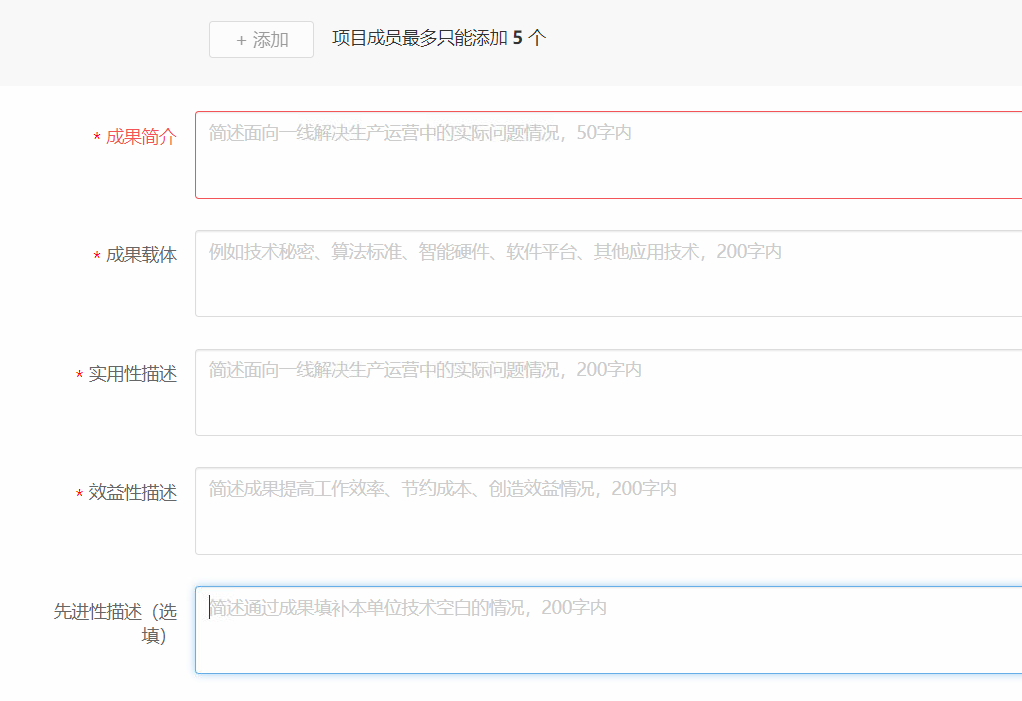 + 添加 项目成员最多只能添加 5 个
* 成果简介 简述面向一线解决生产运营中的实际问题情况，50字内
* 成果载体 例如技术秘密、算法标准、智能硬件、软件平台、其他应用技术，200字内
* 实用性描述 简述面向一线解决生产运营中的实际问题情况，200字内
* 效益性描述 简述成果提高工作效率、节约成本、创造效益情况，200字内
先进性描述（选 简述通过成果填补本单位技术空白的情况，200字内
填）